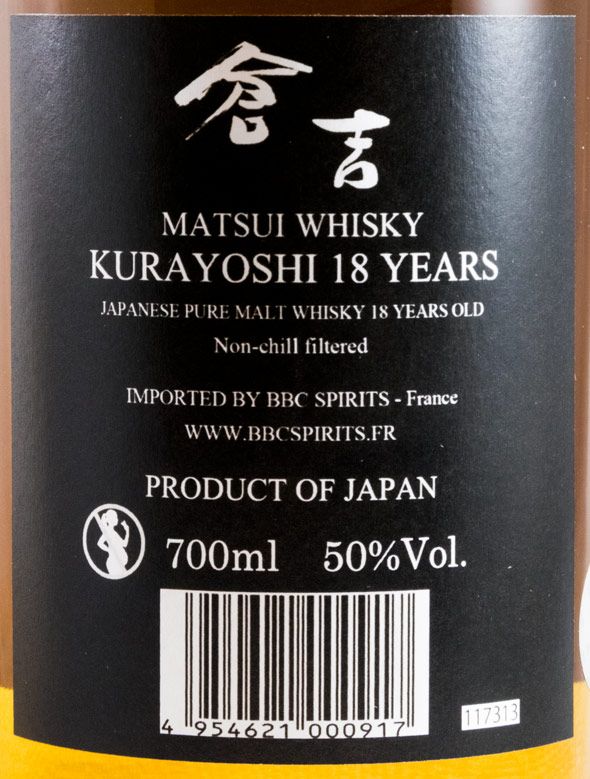 倉吉
MATSUI WHISKY
KURAYOSHI 18 YEARS
JAPANESE PURE MALT WHISKY 18 YEARS OLD
Non-chill filtered
IMPORTED BY BBC SPIRITS - France
WWW.BBCSPIRITS.FR
PRODUCT OF JAPAN
700ml 50%Vol.
4 954621 000917
117313